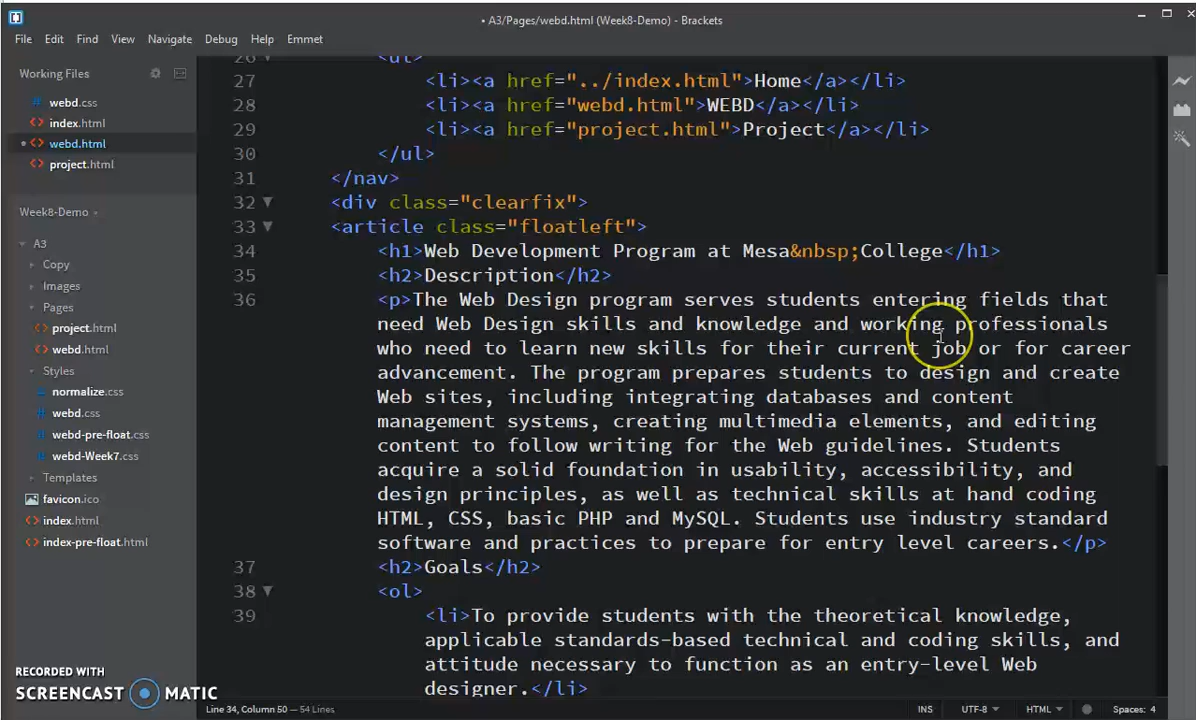 • A3/Pages/webd.html (Week8-Demo) - Brackets
File Edit Find View Navigate Debug Help Emmet
Working Files
webd.css
index.html
webd.html
project.html
Week8-Demo
A3
Copy
Images
Pages
project.html
webd.html
Styles
normalize.css
webd.css
webd-pre-float.css
webd-Week7.css
Templates
favicon.ico
index.html
index-pre-float.html
26 <ul>
27 <li><a href="../index.html">Home</a></li>
28 <li><a href="webd.html">WEBD</a></li>
29 <li><a href="project.html">Project</a></li>
30 </ul>
31 </nav>
32 <div class="clearfix">
33 <article class="floatleft">
34 <h1>Web Development Program at Mesa&nbsp;College</h1>
35 <h2>Description</h2>
36 <p>The Web Design program serves students entering fields that
need Web Design skills and knowledge and working professionals
who need to learn new skills for their current job or for career
advancement. The program prepares students to design and create
Web sites, including integrating databases and content
management systems, creating multimedia elements, and editing
content to follow writing for the Web guidelines. Students
acquire a solid foundation in usability, accessibility, and
design principles, as well as technical skills at hand coding
HTML, CSS, basic PHP and MySQL. Students use industry standard
software and practices to prepare for entry level careers.</p>
37 <h2>Goals</h2>
38 <ol>
39 <li>To provide students with the theoretical knowledge,
applicable standards-based technical and coding skills, and
attitude necessary to function as an entry-level Web
designer.</li>
RECORDED WITH
SCREENCAST MATIC
Line 34, Column 50 — 54 Lines
INS UTF-8 HTML Spaces: 4